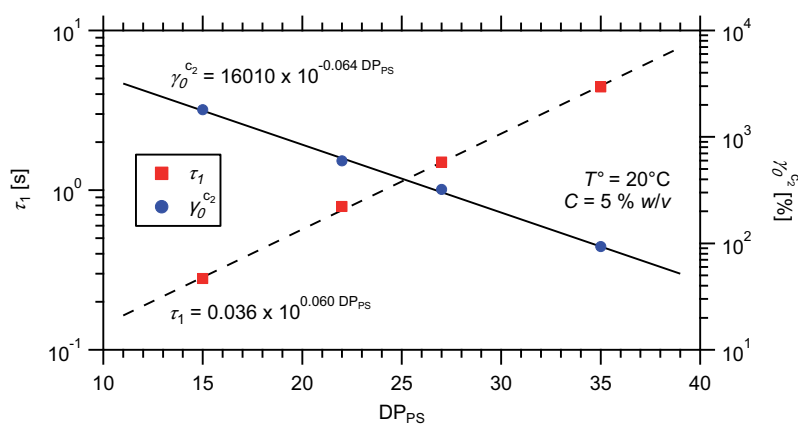 10^1
10^0
10^-1
τ₁ [s]
γ₀^c₂ = 16010 x 10^-0.064 DP_PS
τ₁
γ₀^c₂
T° = 20°C
C = 5 % w/v
τ₁ = 0.036 x 10^0.060 DP_PS
10^4
10^3
10^2
10^1
γ₀^c₂ [%]
10 15 20 25 30 35 40
DP_PS